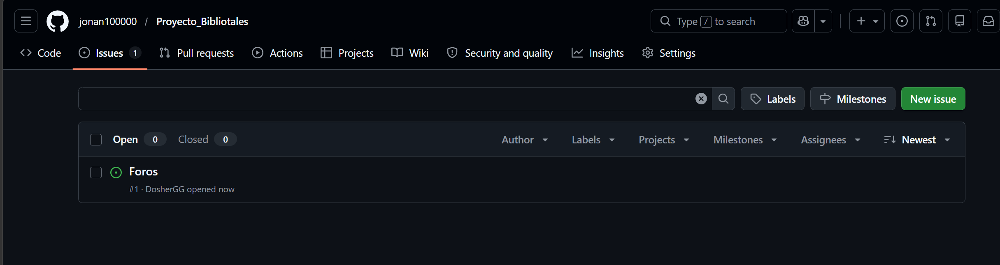 jonan100000 / Proyecto_Bibliotales
Type / to search
Code
Issues 1
Pull requests
Actions
Projects
Wiki
Security and quality
Insights
Settings
Labels
Milestones
New issue
Open 0
Closed 0
Author
Labels
Projects
Milestones
Assignees
Newest
Foros
#1 · DosherGG opened now